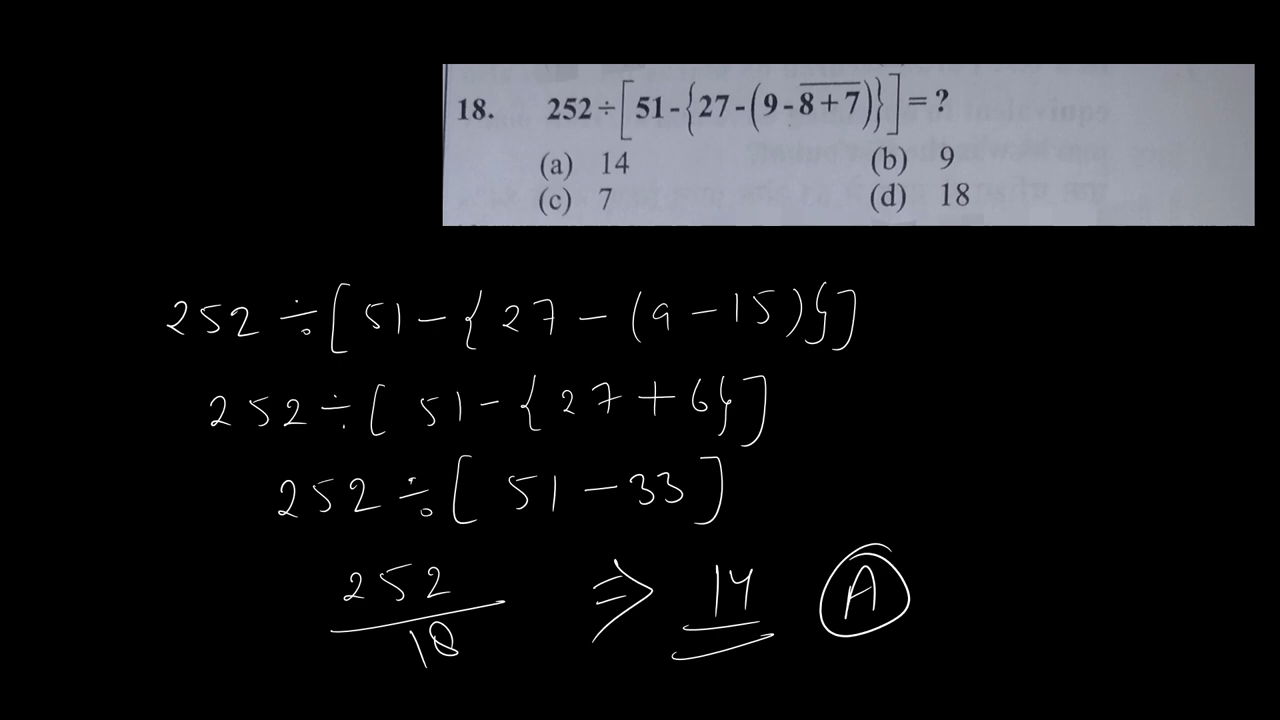 18. 252÷[51-{27-(9-8̅ ̅+̅ ̅7̅)}]=?
(a) 14 (b) 9
(c) 7 (d) 18
252 ÷ [51 - {27 - (9 - 15)}]
252 ÷ [51 - {27 + 6}]
252 ÷ [51 - 33]
252
18
⇒ 14 A